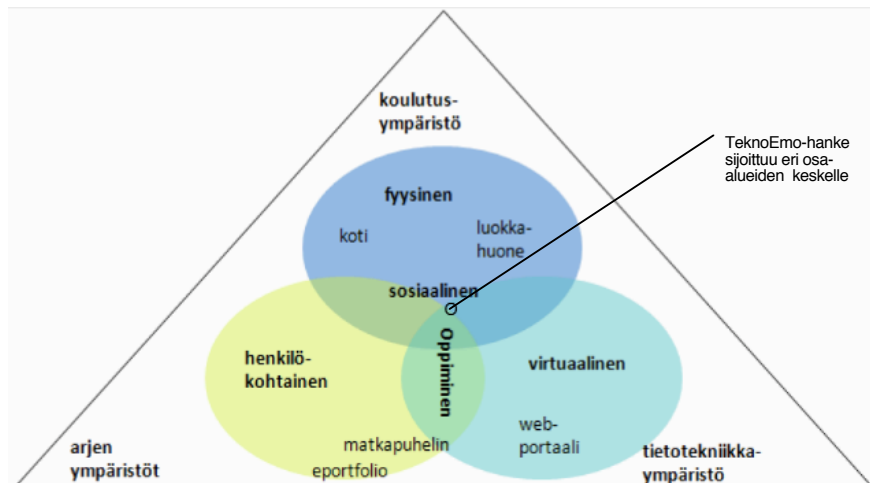 koulutus-
ympäristö
TeknoEmo-hanke
sijoittuu eri osa-
alueiden keskelle
fyysinen
koti
luokka-
huone
sosiaalinen
Oppiminen
henkilö-
kohtainen
virtuaalinen
matkapuhelin
eportfolio
web-
portaali
arjen
ympäristöt
tietotekniikka-
ympäristö